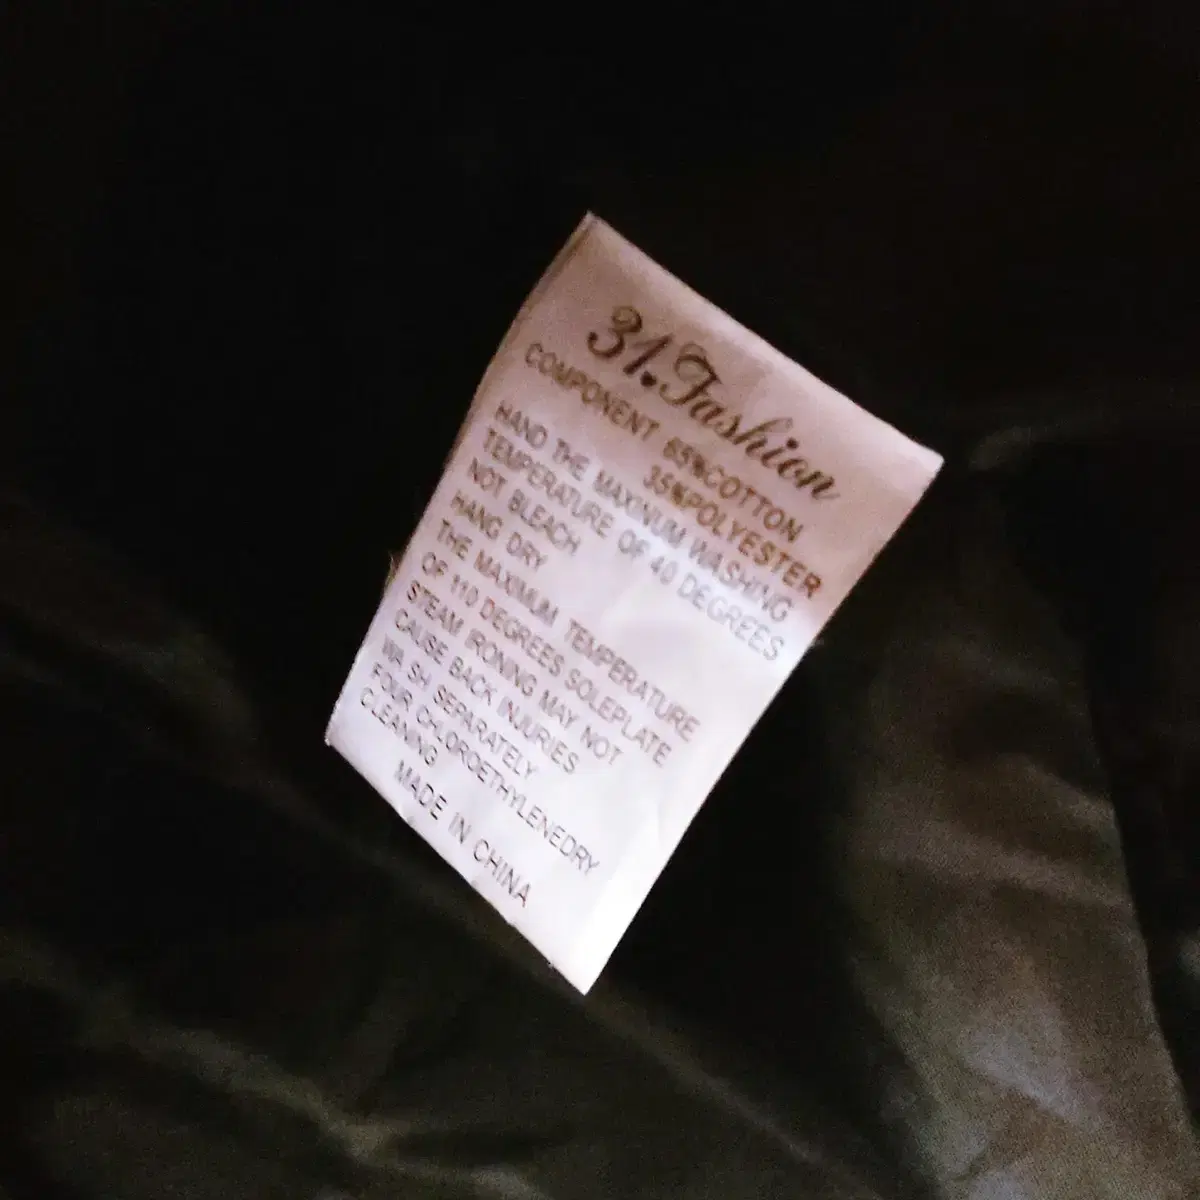 31.Fashion
COMPONENT 65%COTTON
35%POLYESTER
HAND THE MAXINUM WASHING
TEMPERATURE OF 40 DEGREES
NOT BLEACH
HANG DRY
THE MAXIMUM TEMPERATURE
OF 110 DEGREES SOLEPLATE
STEAM IRONING MAY NOT
CAUSE BACK INJURIES
WA SH SEPARATELY
FOUR CHLOROETHYLENEDRY
CLEANING
MADE IN CHINA